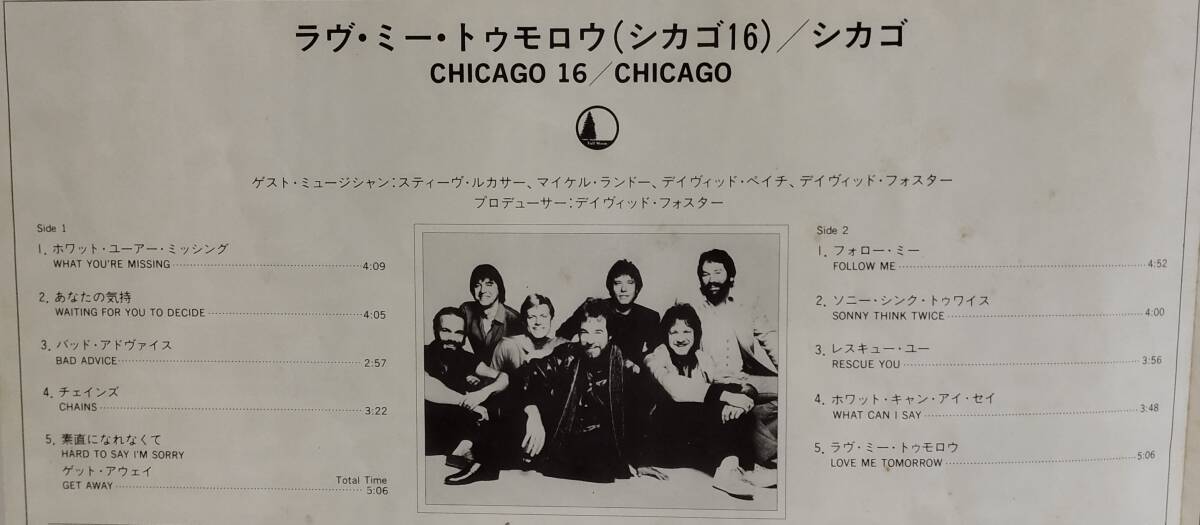 ラヴ・ミー・トゥモロウ(シカゴ16)／シカゴ
CHICAGO 16／CHICAGO
Full Moon
ゲスト・ミュージシャン：スティーヴ・ルカサー、マイケル・ランドー、デイヴィッド・ペイチ、デイヴィッド・フォスター
プロデューサー：デイヴィッド・フォスター
Side 1
1. ホワット・ユーアー・ミッシング
WHAT YOU'RE MISSING 4:09
2. あなたの気持
WAITING FOR YOU TO DECIDE 4:05
3. バッド・アドヴァイス
BAD ADVICE 2:57
4. チェインズ
CHAINS 3:22
5. 素直になれなくて
HARD TO SAY I'M SORRY
ゲット・アウェイ
GET AWAY Total Time 5:06
Side 2
1. フォロー・ミー
FOLLOW ME 4:52
2. ソニー・シンク・トゥワイス
SONNY THINK TWICE 4:00
3. レスキュー・ユー
RESCUE YOU 3:56
4. ホワット・キャン・アイ・セイ
WHAT CAN I SAY 3:48
5. ラヴ・ミー・トゥモロウ
LOVE ME TOMORROW 5:06